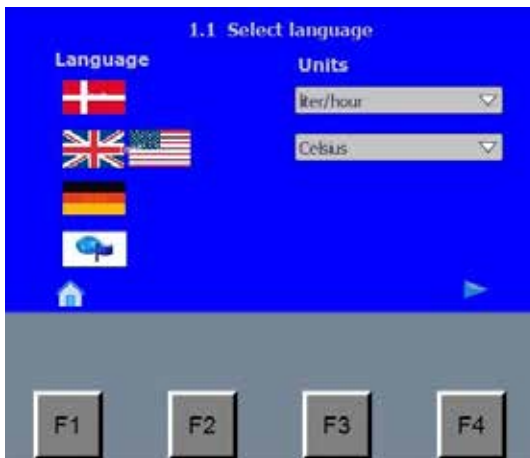 1.1 Select language
Language
Units
liter/hour
Celsius
F1 F2 F3 F4